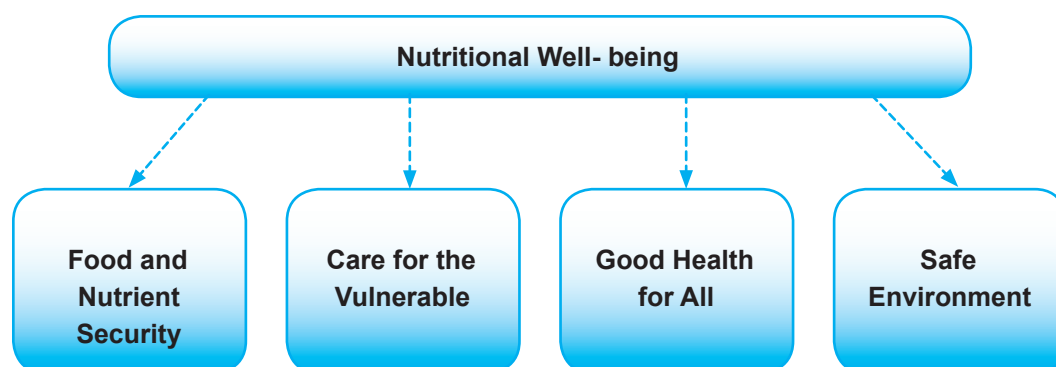 Nutritional Well- being
Food and
Nutrient
Security
Care for the
Vulnerable
Good Health
for All
Safe
Environment